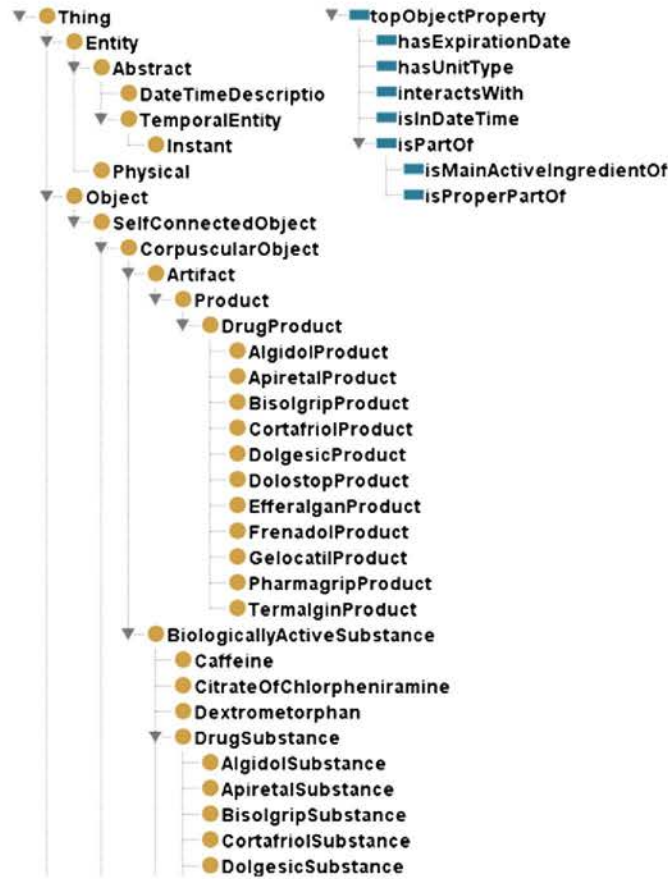 Thing
Entity
Abstract
DateTimeDescriptio
TemporalEntity
Instant
Physical
Object
SelfConnectedObject
CorpuscularObject
Artifact
Product
DrugProduct
AlgidolProduct
ApiretalProduct
BisolgripProduct
CortafriolProduct
DolgesicProduct
DolostopProduct
EfferalganProduct
FrenadolProduct
GelocatilProduct
PharmagripProduct
TermalginProduct
BiologicallyActiveSubstance
Caffeine
CitrateOfChlorpheniramine
Dextrometorphan
DrugSubstance
AlgidolSubstance
ApiretalSubstance
BisolgripSubstance
CortafriolSubstance
DolgesicSubstance
topObjectProperty
hasExpirationDate
hasUnitType
interactsWith
isInDateTime
isPartOf
isMainActiveIngredientOf
isProperPartOf